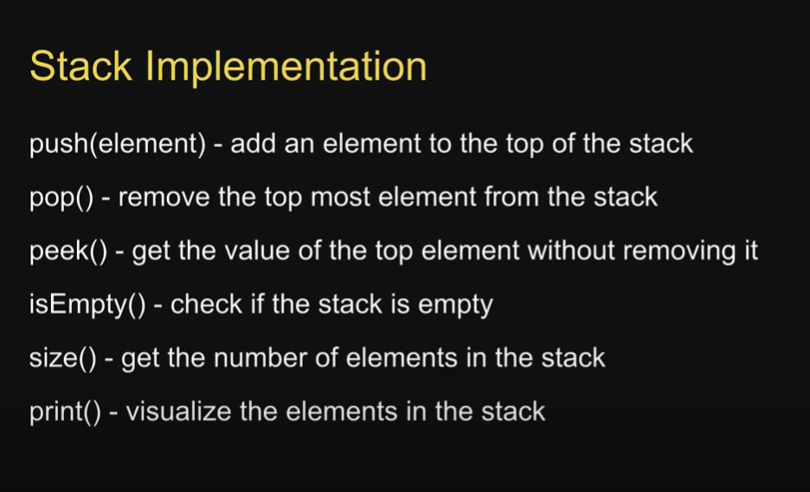 Stack Implementation
push(element) - add an element to the top of the stack
pop() - remove the top most element from the stack
peek() - get the value of the top element without removing it
isEmpty() - check if the stack is empty
size() - get the number of elements in the stack
print() - visualize the elements in the stack